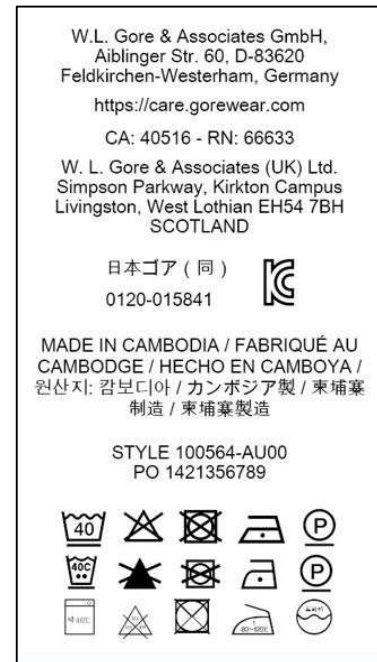 W.L. Gore & Associates GmbH,
Aiblinger Str. 60, D-83620
Feldkirchen-Westerham, Germany
https://care.gorewear.com
CA: 40516 - RN: 66633
W. L. Gore & Associates (UK) Ltd.
Simpson Parkway, Kirkton Campus
Livingston, West Lothian EH54 7BH
SCOTLAND
日本ゴア ( 同 )
0120-015841
MADE IN CAMBODIA / FABRIQUÉ AU
CAMBODGE / HECHO EN CAMBOYA /
원산지: 캄보디아 / カンボジア製 / 柬埔寨
制造 / 柬埔寨製造
STYLE 100564-AU00
PO 1421356789
40 P
40C P